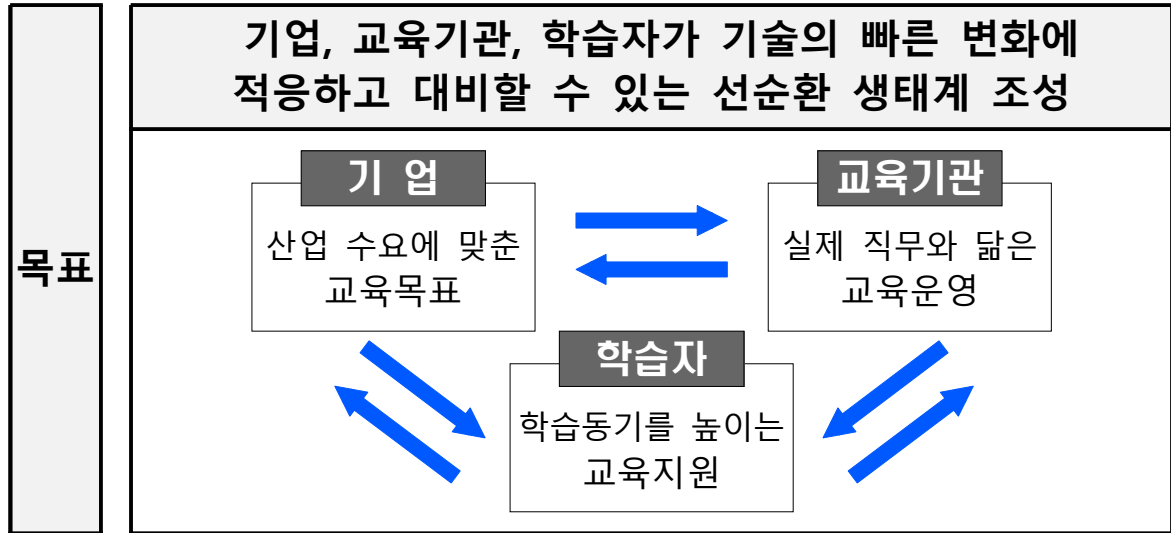 목표
기업, 교육기관, 학습자가 기술의 빠른 변화에
적응하고 대비할 수 있는 선순환 생태계 조성
기 업
산업 수요에 맞춘
교육목표
교육기관
실제 직무와 닮은
교육운영
학습자
학습동기를 높이는
교육지원